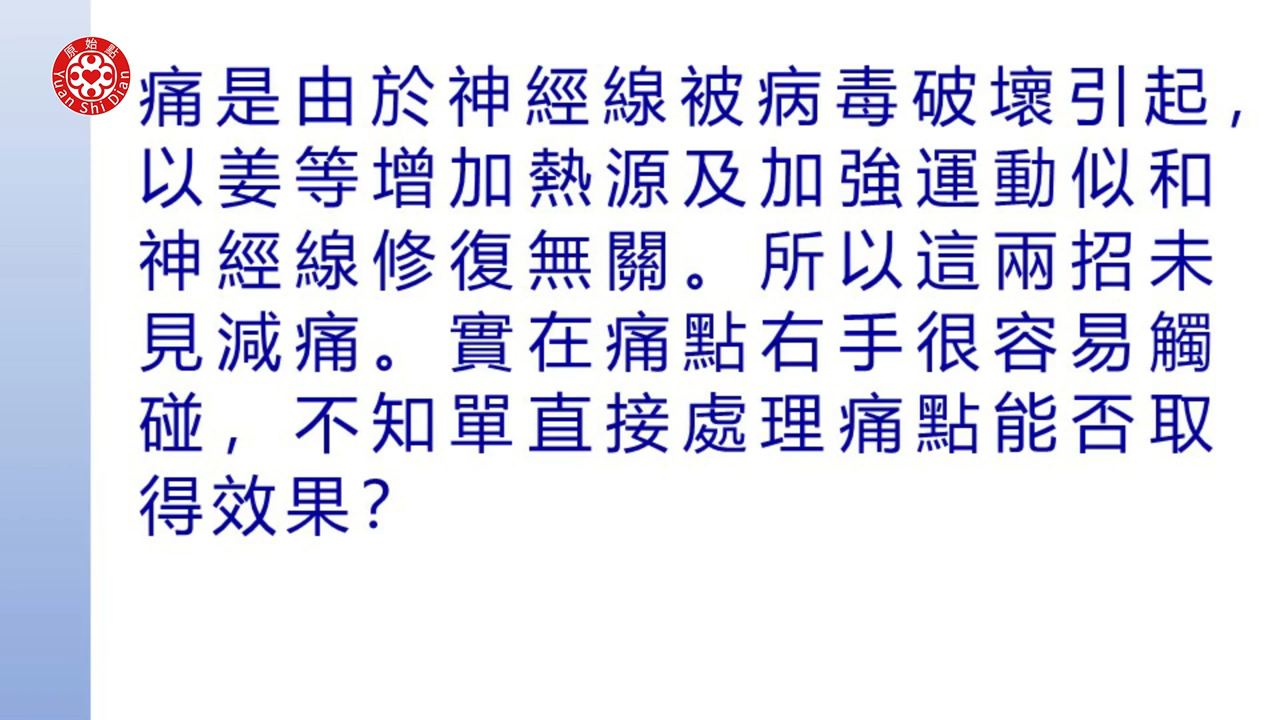 原始點
Yuan Shi Dian
痛是由於神經線被病毒破壞引起，
以姜等增加熱源及加強運動似和
神經線修復無關。所以這兩招未
見減痛。實在痛點右手很容易觸
碰，不知單直接處理痛點能否取
得效果？